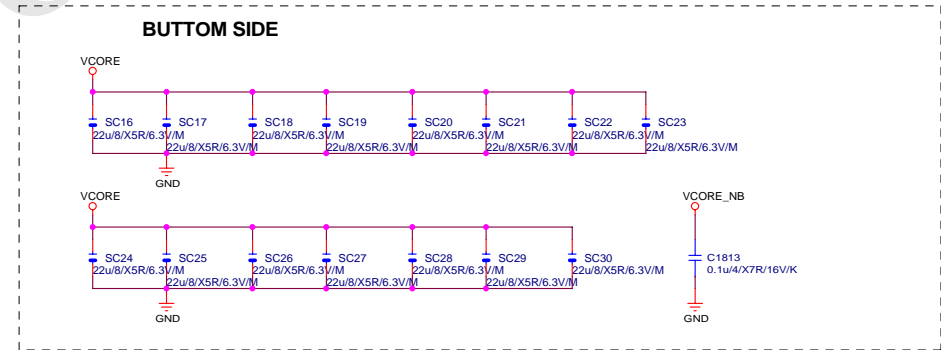 BUTTOM SIDE
VCORE
SC16 SC17 SC18 SC19 SC20 SC21 SC22 SC23
22u/8/X5R/6.3V/M 22u/8/X5R/6.3V/M 22u/8/X5R/6.3V/M 22u/8/X5R/6.3V/M
22u/8/X5R/6.3V/M 22u/8/X5R/6.3V/M 22u/8/X5R/6.3V/M 22u/8/X5R/6.3V/M
GND
VCORE VCORE_NB
SC24 SC25 SC26 SC27 SC28 SC29 SC30 C1813
22u/8/X5R/6.3V/M 22u/8/X5R/6.3V/M 22u/8/X5R/6.3V/M 22u/8/X5R/6.3V/M 0.1u/4/X7R/16V/K
22u/8/X5R/6.3V/M 22u/8/X5R/6.3V/M 22u/8/X5R/6.3V/M
GND GND